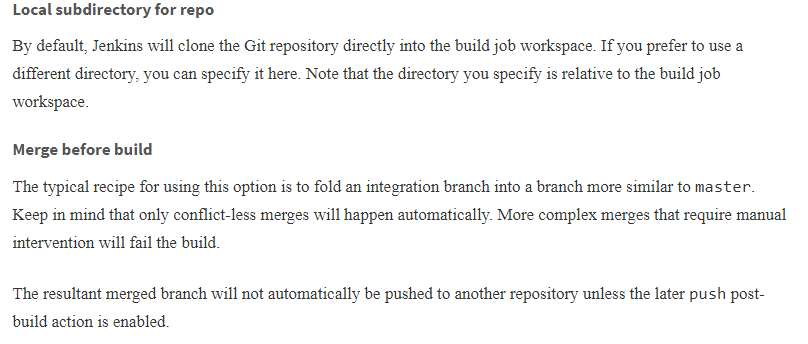 Local subdirectory for repo
By default, Jenkins will clone the Git repository directly into the build job workspace. If you prefer to use a
different directory, you can specify it here. Note that the directory you specify is relative to the build job
workspace.
Merge before build
The typical recipe for using this option is to fold an integration branch into a branch more similar to master.
Keep in mind that only conflict-less merges will happen automatically. More complex merges that require manual
intervention will fail the build.
The resultant merged branch will not automatically be pushed to another repository unless the later push post-
build action is enabled.